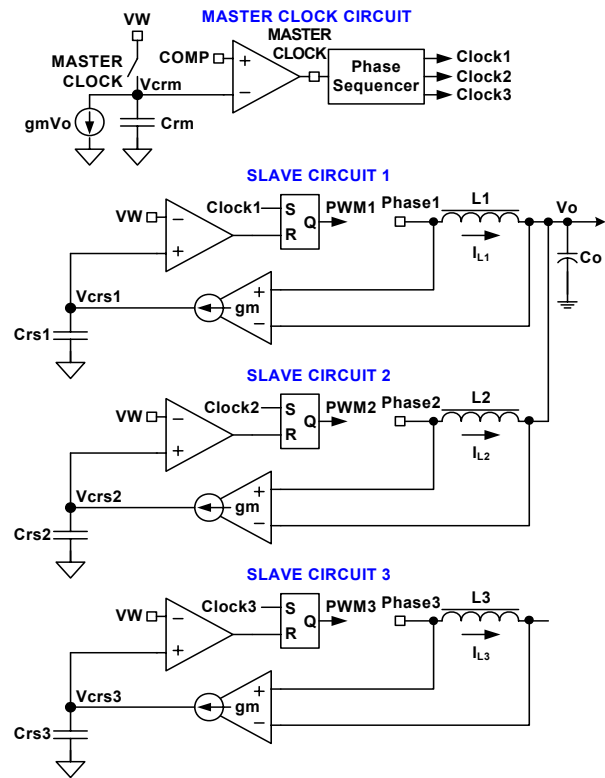 MASTER CLOCK CIRCUIT
VW
MASTER
CLOCK
COMP
+
−
MASTER
CLOCK
Phase
Sequencer
Clock1
Clock2
Clock3
Vcrm
gmVo
Crm
SLAVE CIRCUIT 1
VW
−
+
Clock1
S
R
Q
PWM1
Phase1
L1
IL1
Vo
Co
Vcrs1
gm
+
−
Crs1
SLAVE CIRCUIT 2
VW
−
+
Clock2
S
R
Q
PWM2
Phase2
L2
IL2
Vcrs2
gm
+
−
Crs2
SLAVE CIRCUIT 3
VW
−
+
Clock3
S
R
Q
PWM3
Phase3
L3
IL3
Vcrs3
gm
+
−
Crs3